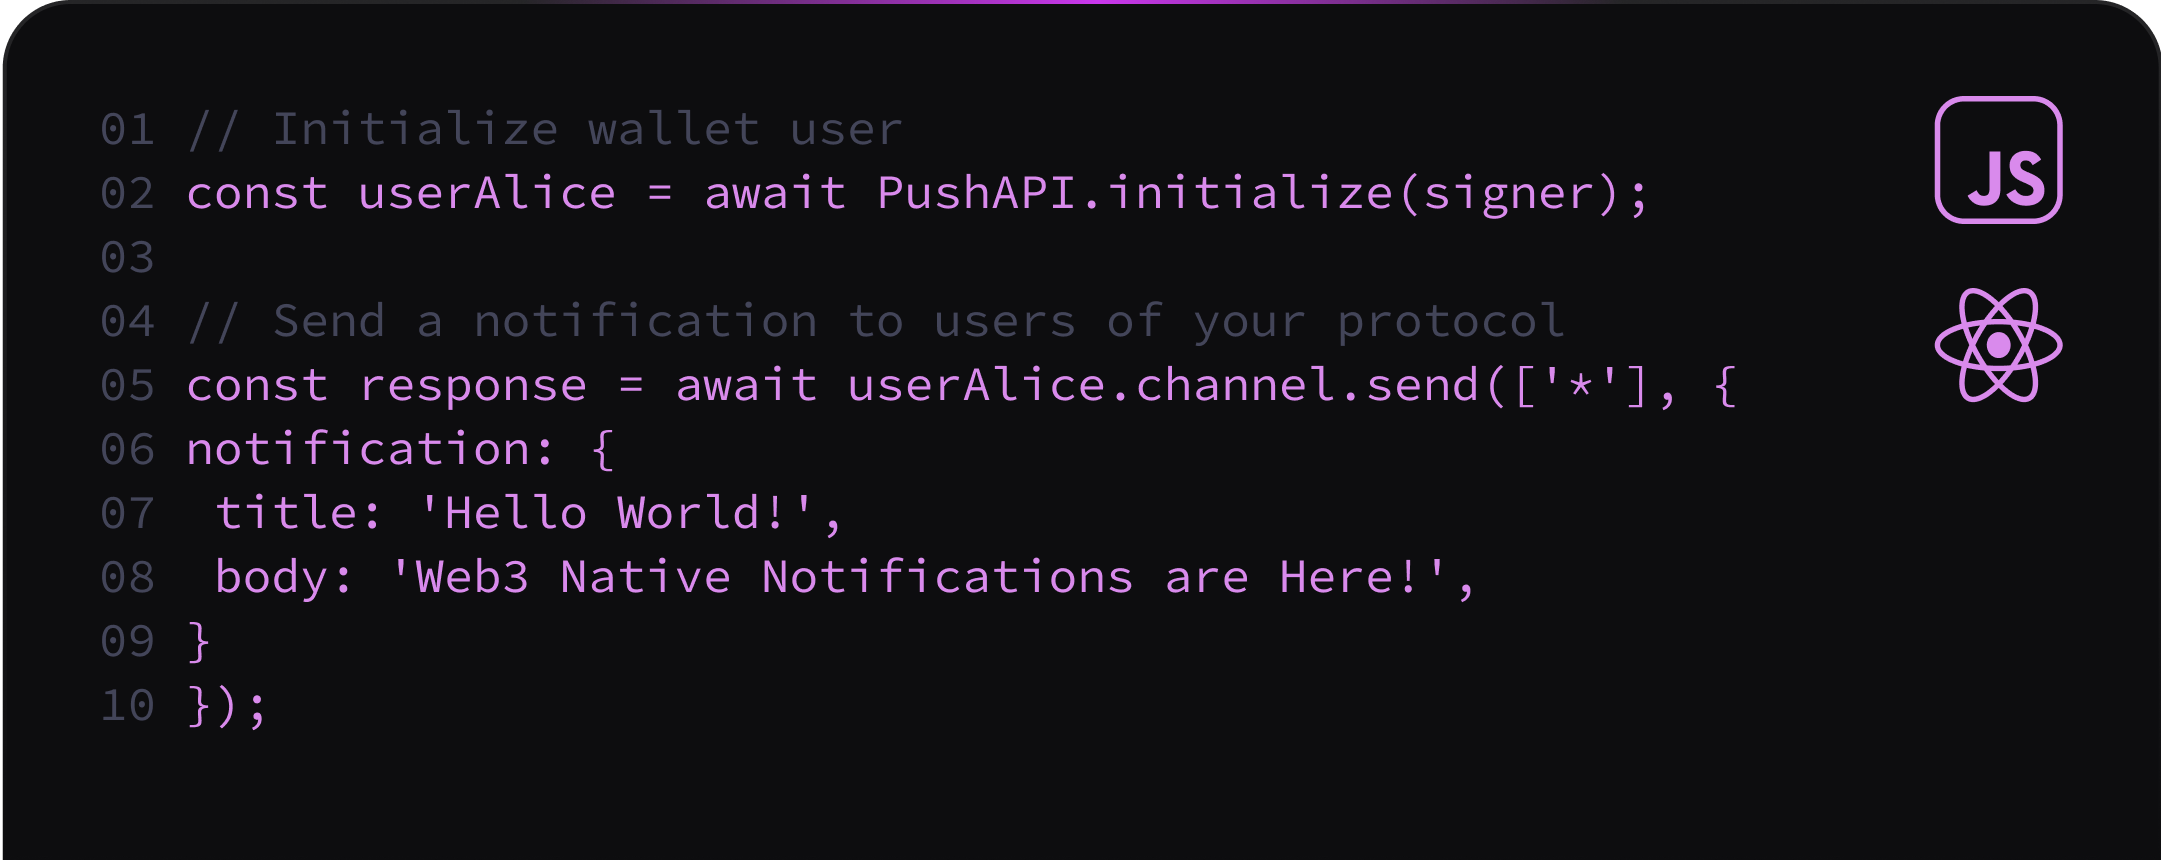 01 // Initialize wallet user
02 const userAlice = await PushAPI.initialize(signer);
03
04 // Send a notification to users of your protocol
05 const response = await userAlice.channel.send(['*'], {
06 notification: {
07  title: 'Hello World!',
08  body: 'Web3 Native Notifications are Here!',
09 }
10 });
JS